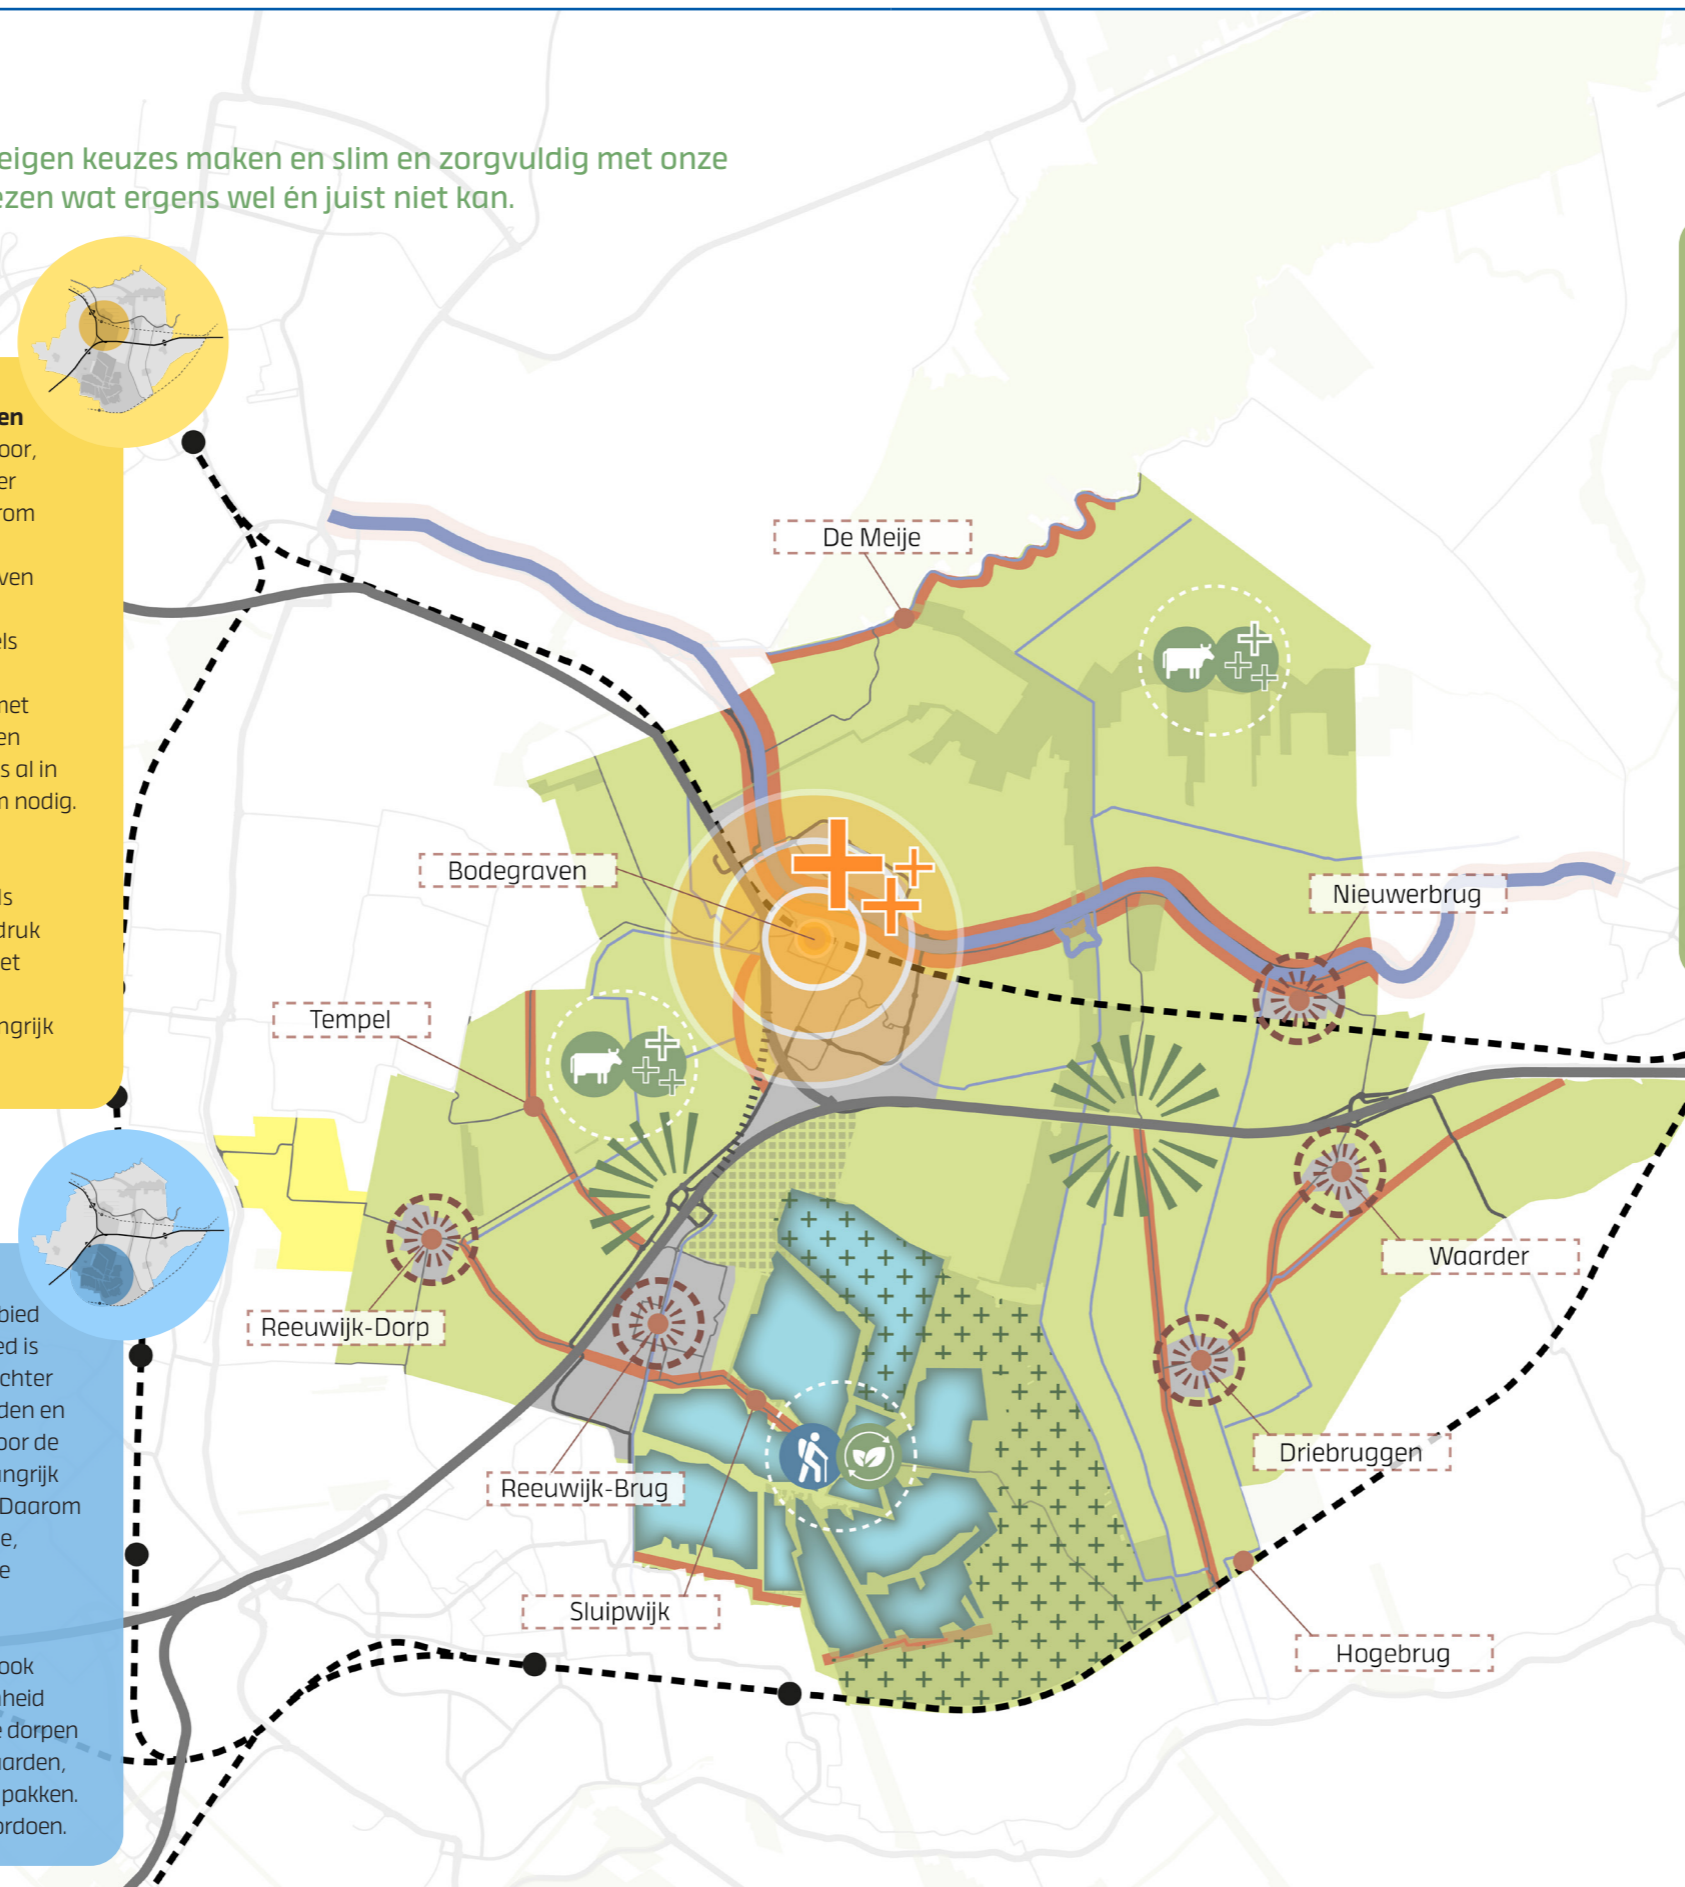 eigen keuzes maken en slim en zorgvuldig met onze
ezen wat ergens wel én juist niet kan.
en
oor,
er
rom
ven
els
met
en
s al in
n nodig.
ls
druk
et
ngrijk
bied
ed is
chter
den en
oor de
angrijk
Daarom
e,
e
ook
nheid
e dorpen
arden,
pakken.
ordoen.
De Meije
Bodegraven
Nieuwerbrug
Tempel
Waarder
Reeuwijk-Dorp
Driebruggen
Reeuwijk-Brug
Sluipwijk
Hogebrug